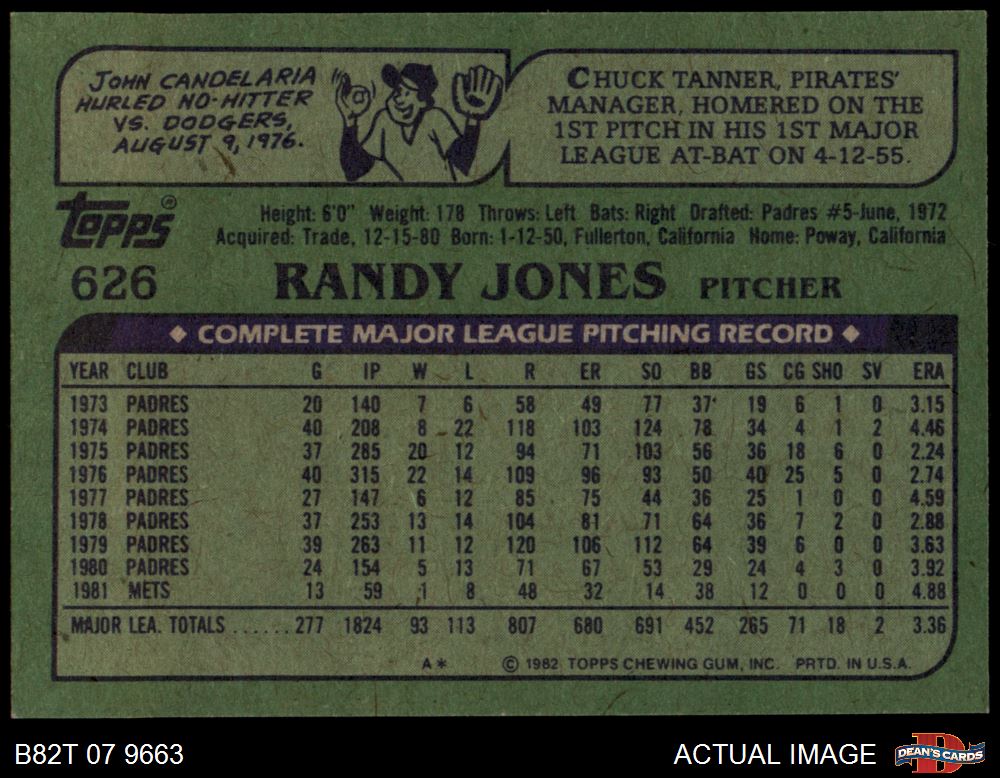 JOHN CANDELARIA
HURLED NO-HITTER
VS. DODGERS,
AUGUST 9, 1976.
CHUCK TANNER, PIRATES'
MANAGER, HOMERED ON THE
1ST PITCH IN HIS 1ST MAJOR
LEAGUE AT-BAT ON 4-12-55.
TOPPS®
Height: 6'0" Weight: 178 Throws: Left Bats: Right Drafted: Padres #5-June, 1972
Acquired: Trade, 12-15-80 Born: 1-12-50, Fullerton, California Home: Poway, California
626 RANDY JONES PITCHER
◆ COMPLETE MAJOR LEAGUE PITCHING RECORD ◆
YEAR CLUB G IP W L R ER SO BB GS CG SHO SV ERA
1973 PADRES 20 140 7 6 58 49 77 37 19 6 1 0 3.15
1974 PADRES 40 208 8 22 118 103 124 78 34 4 1 2 4.46
1975 PADRES 37 285 20 12 94 71 103 56 36 18 6 0 2.24
1976 PADRES 40 315 22 14 109 96 93 50 40 25 5 0 2.74
1977 PADRES 27 147 6 12 85 75 44 36 25 1 0 0 4.59
1978 PADRES 37 253 13 14 104 81 71 64 36 7 2 0 2.88
1979 PADRES 39 263 11 12 120 106 112 64 39 6 0 0 3.63
1980 PADRES 24 154 5 13 71 67 53 29 24 4 3 0 3.92
1981 METS 13 59 1 8 48 32 14 38 12 0 0 0 4.88
MAJOR LEA. TOTALS ......277 1824 93 113 807 680 691 452 265 71 18 2 3.36
A* © 1982 TOPPS CHEWING GUM, INC. PRTD. IN U.S.A.
B82T 07 9663 ACTUAL IMAGE DEAN'S CARDS